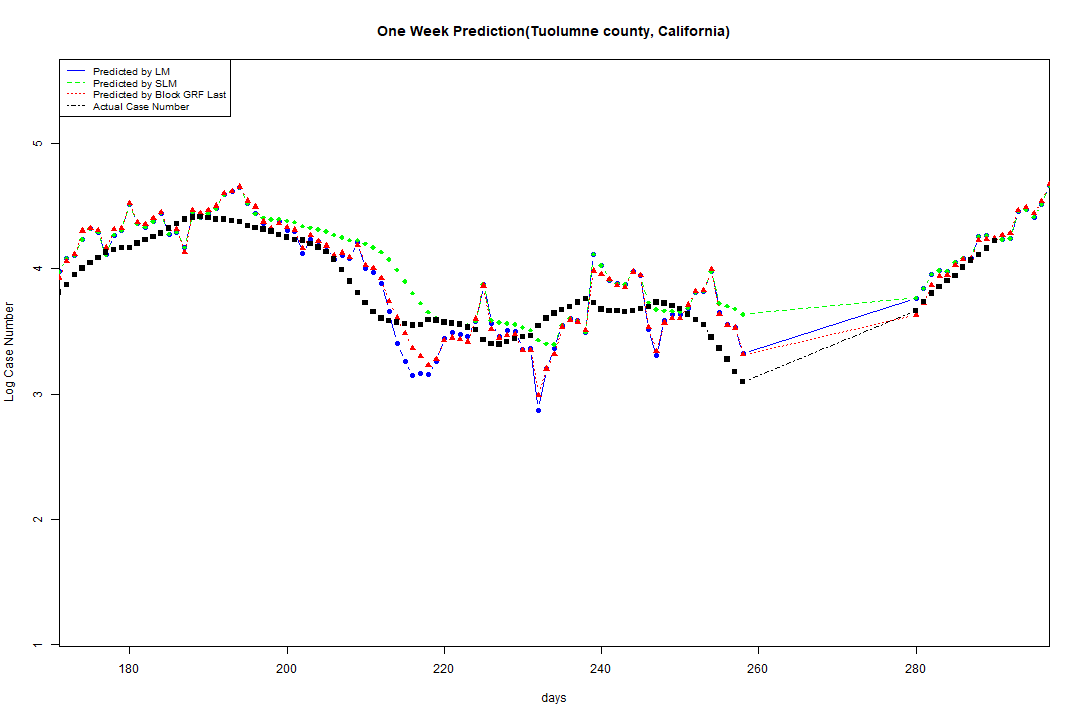 One Week Prediction(Tuolumne county, California)
Predicted by LM
Predicted by SLM
Predicted by Block GRF Last
Actual Case Number
Log Case Number
5
4
3
2
1
180 200 220 240 260 280
days